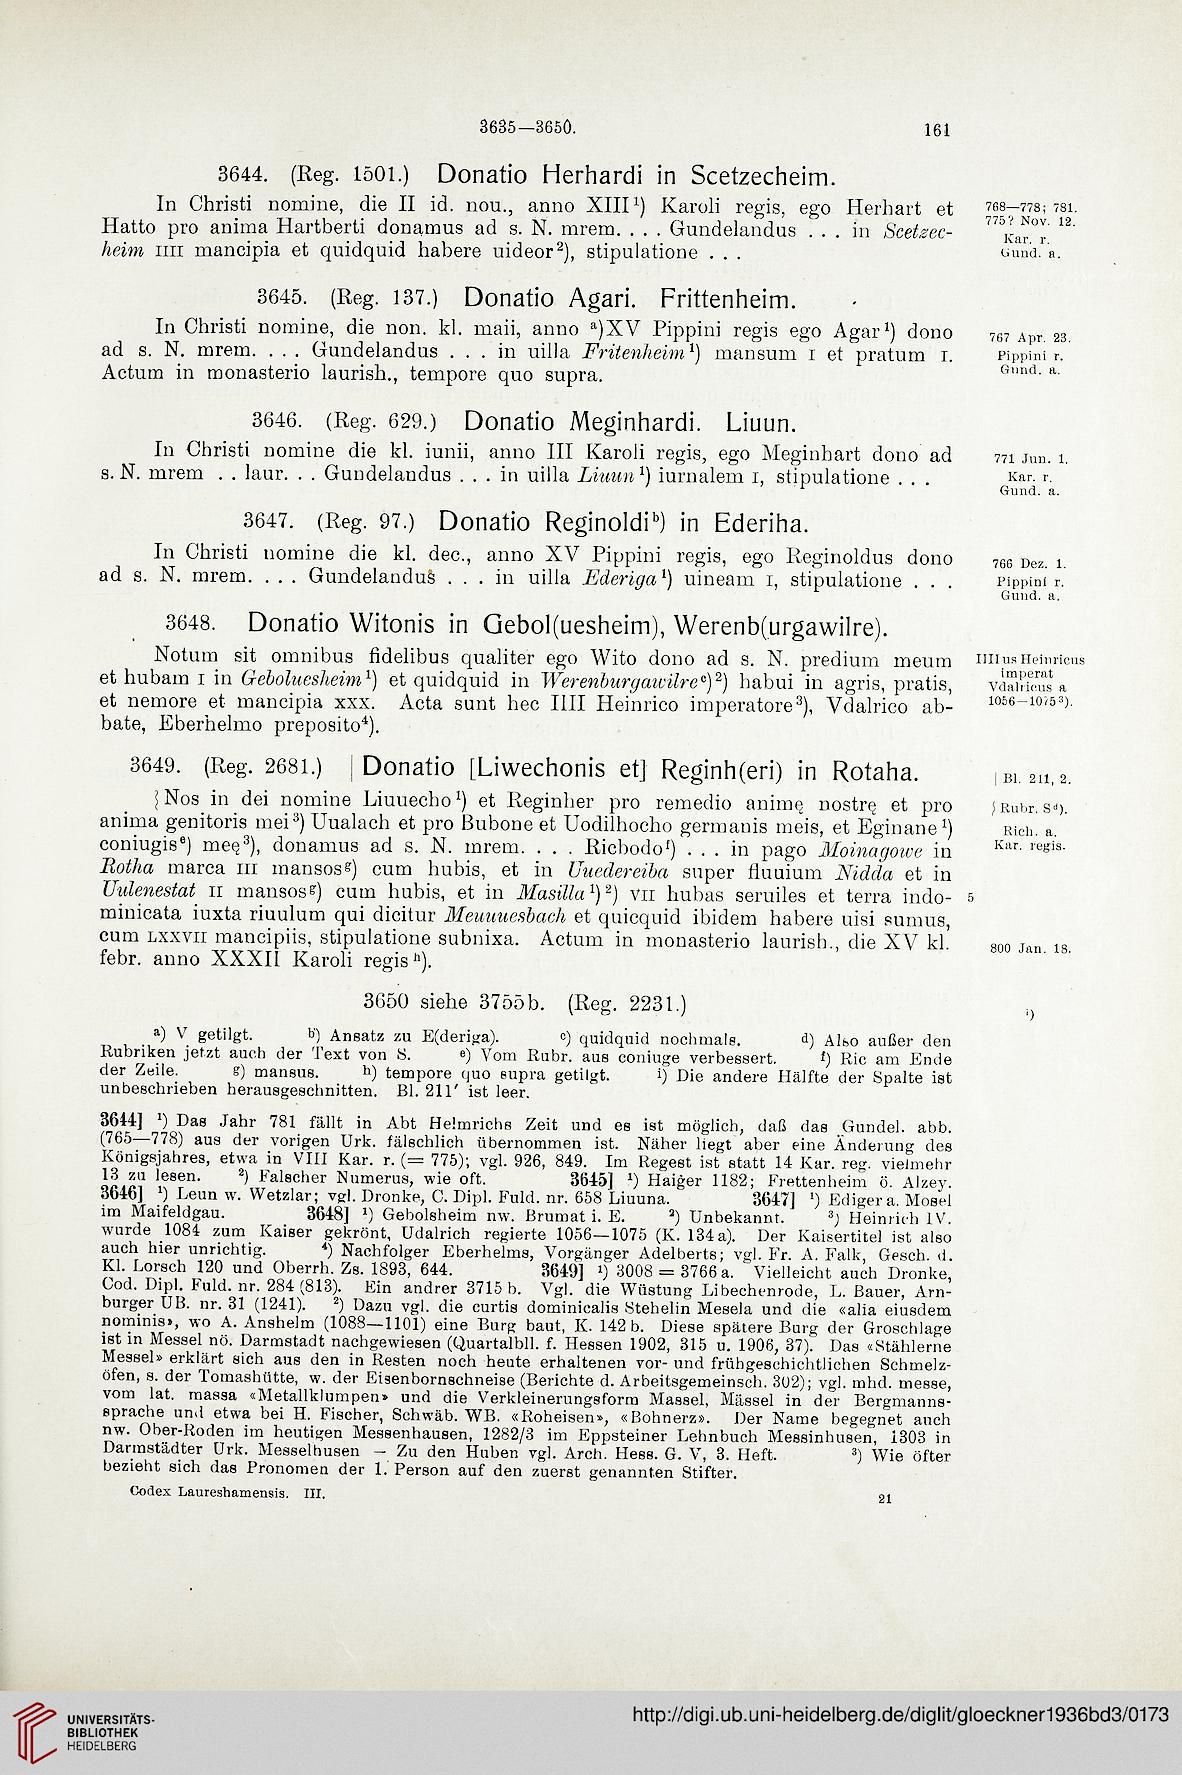 3635—3650.
161
3644. (Reg. 1501.) Donatio Herhardi in Scetzecheim.
In Christi nomine, die II id. nou., anno XIII¹) Karoli regis, ego Herhart et
Hatto pro anima Hartberti donamus ad s. N. mrem. . . . Gundelandus . . . in Scetzec-
heim IIII mancipia et quidquid habere uideor²), stipulatione . . .
768—778; 781.
775? Nov. 12.
Kar. r.
Gund. a.
3645. (Reg. 137.) Donatio Agari. Frittenheim.
In Christi nomine, die non. kl. maii, anno ᵃ)XV Pippini regis ego Agar¹) dono
ad s. N. mrem. . . . Gundelandus . . . in uilla Fritenheim¹) mansum I et pratum I.
Actum in monasterio laurish., tempore quo supra.
767 Apr. 23.
Pippini r.
Gund. a.
3646. (Reg. 629.) Donatio Meginhardi. Liuun.
In Christi nomine die kl. iunii, anno III Karoli regis, ego Meginhart dono ad
s. N. mrem . . laur. . . Gundelandus . . . in uilla Liuun¹) iurnalem I, stipulatione . . .
771 Jun. 1.
Kar. r.
Gund. a.
3647. (Reg. 97.) Donatio Reginoldiᵇ) in Ederiha.
In Christi nomine die kl. dec., anno XV Pippini regis, ego Reginoldus dono
ad s. N. mrem. . . . Gundelandus . . . in uilla Ederiga¹) uineam I, stipulatione . . .
766 Dez. 1.
Pippini r.
Gund. a.
3648. Donatio Witonis in Gebol(uesheim), Werenb(urgawilre).
Notum sit omnibus fidelibus qualiter ego Wito dono ad s. N. predium meum
et hubam I in Geboluesheim¹) et quidquid in Werenburgawilreᶜ)²) habui in agris, pratis,
et nemore et mancipia XXX. Acta sunt hec IIII Heinrico imperatore³), Vdalrico ab-
bate, Eberhelmo preposito⁴).
IIIIus Heinricus
imperat
Vdalricus a
1056—1075³).
3649. (Reg. 2681.) | Donatio [Liwechonis et] Reginh(eri) in Rotaha.
| Bl. 211, 2.
⎰Nos in dei nomine Liuuecho¹) et Reginher pro remedio animę nostrę et pro
anima genitoris mei³) Uualach et pro Bubone et Uodilhocho germanis meis, et Eginane¹)
coniugisᵉ) meę³), donamus ad s. N. mrem. . . . Ricbodoᶠ) . . . in pago Moinagowe in
Rotha marca III mansosᵍ) cum hubis, et in Uuedereiba super fluuium Nidda et in
Uulenestat II mansosᵍ) cum hubis, et in Masilla¹)²) VII hubas seruiles et terra indo-
minicata iuxta riuulum qui dicitur Meuuuesbach et quicquid ibidem habere uisi sumus,
cum LXXVII mancipiis, stipulatione subnixa. Actum in monasterio laurish., die XV kl.
febr. anno XXXII Karoli regisʰ).
⎰Rubr. Sᵈ).
Rich. a.
Kar. regis.
5
800 Jan. 18.
3650 siehe 3755b. (Reg. 2231.)
ⁱ)
ᵃ) V getilgt. ᵇ) Ansatz zu E(deriga). ᶜ) quidquid nochmals. d) Also außer den
Rubriken jetzt auch der Text von S. ᵉ) Vom Rubr. aus coniuge verbessert. ᶠ) Ric am Ende
der Zeile. ᵍ) mansus. ʰ) tempore quo supra getilgt. ⁱ) Die andere Hälfte der Spalte ist
unbeschrieben herausgeschnitten. Bl. 211′ ist leer.
3644] ¹) Das Jahr 781 fällt in Abt Helmrichs Zeit und es ist möglich, daß das Gundel. abb.
(765—778) aus der vorigen Urk. fälschlich übernommen ist. Näher liegt aber eine Änderung des
Königsjahres, etwa in VIII Kar. r. (= 775); vgl. 926, 849. Im Regest ist statt 14 Kar. reg. vielmehr
13 zu lesen. ²) Falscher Numerus, wie oft. 3645] ¹) Haiger 1182; Frettenheim ö. Alzey.
3646] ¹) Leun w. Wetzlar; vgl. Dronke, C. Dipl. Fuld. nr. 658 Liuuna. 3647] ¹) Ediger a. Mosel
im Maifeldgau. 3648] ¹) Gebolsheim nw. Brumat i. E. ²) Unbekannt. ³) Heinrich IV.
wurde 1084 zum Kaiser gekrönt, Udalrich regierte 1056—1075 (K. 134a). Der Kaisertitel ist also
auch hier unrichtig. ⁴) Nachfolger Eberhelms, Vorgänger Adelberts; vgl. Fr. A. Falk, Gesch. d.
Kl. Lorsch 120 und Oberrh. Zs. 1893, 644. 3649] ¹) 3008 = 3766 a. Vielleicht auch Dronke,
Cod. Dipl. Fuld. nr. 284 (813). Ein andrer 3715 b. Vgl. die Wüstung Libechenrode, L. Bauer, Arn-
burger UB. nr. 31 (1241). ²) Dazu vgl. die curtis dominicalis Stehelin Mesela und die «alia eiusdem
nominis», wo A. Anshelm (1088—1101) eine Burg baut, K. 142 b. Diese spätere Burg der Groschlage
ist in Messel nö. Darmstadt nachgewiesen (Quartalbll. f. Hessen 1902, 315 u. 1906, 37). Das «Stählerne
Messel» erklärt sich aus den in Resten noch heute erhaltenen vor- und frühgeschichtlichen Schmelz-
öfen, s. der Tomashütte, w. der Eisenbornschneise (Berichte d. Arbeitsgemeinsch. 302); vgl. mhd. messe,
vom lat. massa «Metallklumpen» und die Verkleinerungsform Massel, Mässel in der Bergmanns-
sprache und etwa bei H. Fischer, Schwäb. WB. «Roheisen», «Bohnerz». Der Name begegnet auch
nw. Ober-Roden im heutigen Messenhausen, 1282/3 im Eppsteiner Lehnbuch Messinhusen, 1303 in
Darmstädter Urk. Messelhusen — Zu den Huben vgl. Arch. Hess. G. V, 3. Heft. ³) Wie öfter
bezieht sich das Pronomen der 1. Person auf den zuerst genannten Stifter.
Codex Laureshamensis. III.
21
UNIVERSITÄTS-
BIBLIOTHEK
HEIDELBERG
http://digi.ub.uni-heidelberg.de/diglit/gloeckner1936bd3/0173